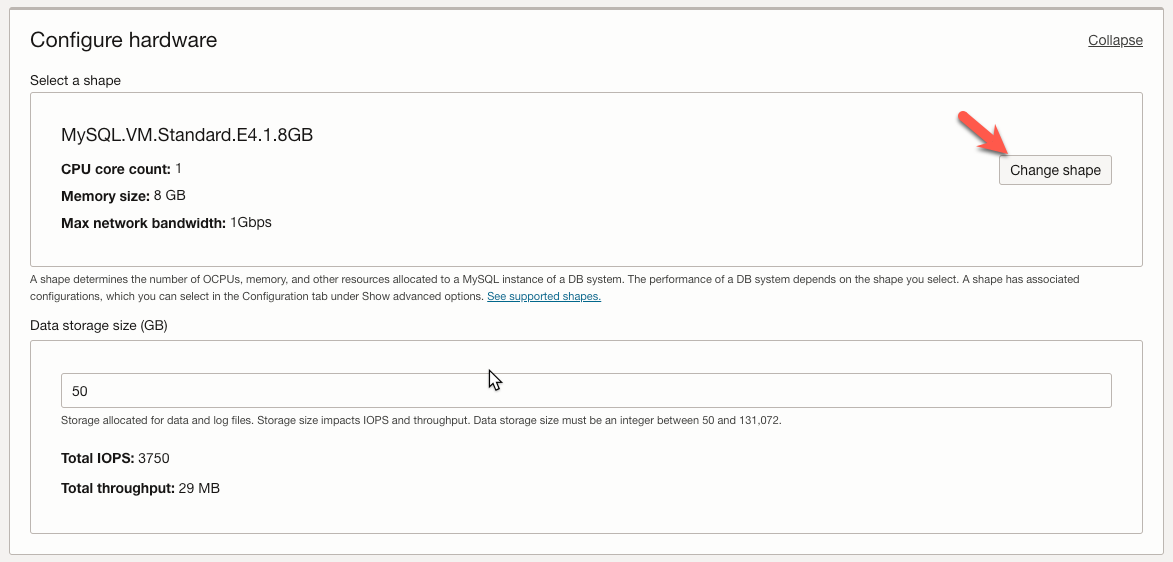 Configure hardware
Collapse
Select a shape
MySQL.VM.Standard.E4.1.8GB
CPU core count: 1
Memory size: 8 GB
Max network bandwidth: 1Gbps
Change shape
A shape determines the number of OCPUs, memory, and other resources allocated to a MySQL instance of a DB system. The performance of a DB system depends on the shape you select. A shape has associated
configurations, which you can select in the Configuration tab under Show advanced options. See supported shapes.
Data storage size (GB)
50
Storage allocated for data and log files. Storage size impacts IOPS and throughput. Data storage size must be an integer between 50 and 131,072.
Total IOPS: 3750
Total throughput: 29 MB